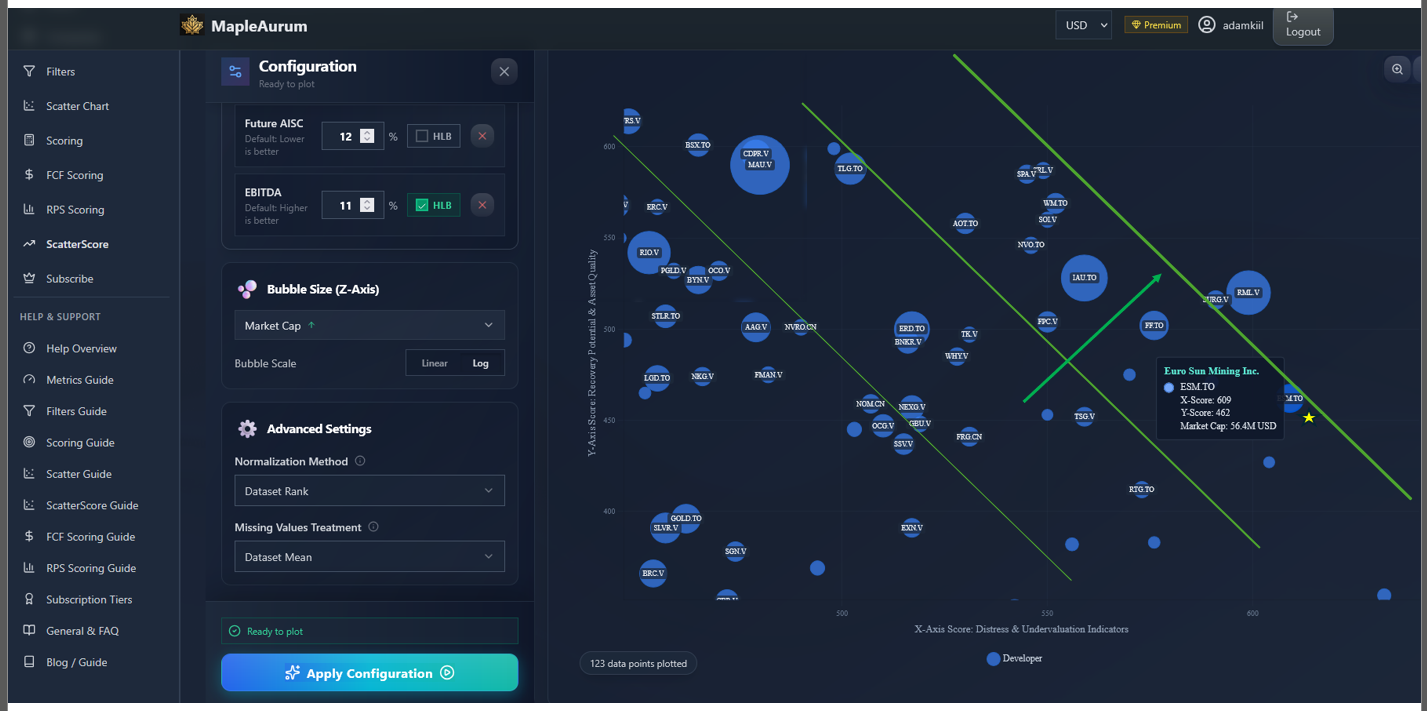 MapleAurum
USD
Premium
adamkiil
Logout
Filters
Scatter Chart
Scoring
FCF Scoring
RPS Scoring
ScatterScore
Subscribe
HELP & SUPPORT
Help Overview
Metrics Guide
Filters Guide
Scoring Guide
Scatter Guide
ScatterScore Guide
FCF Scoring Guide
RPS Scoring Guide
Subscription Tiers
General & FAQ
Blog / Guide
Configuration
Ready to plot
Future AISC
Default: Lower
is better
12
%
HLB
EBITDA
Default: Higher
is better
11
%
HLB
Bubble Size (Z-Axis)
Market Cap ↑
Bubble Scale
Linear
Log
Advanced Settings
Normalization Method
Dataset Rank
Missing Values Treatment
Dataset Mean
Ready to plot
Apply Configuration
Y-Axis Score: Recovery Potential & Asset Quality
600
550
500
450
400
BSX.TO
CDPR.V
MAU.V
TLG.TO
SPA.V
ERC.V
WM.TO
SOI.V
AOT.TO
NVO.TO
RIO.V
PGLD.V
OCO.V
BYN.V
IAU.TO
RML.V
STLR.TO
AAG.V
NVRO.CN
ERD.TO
BNKR.V
TK.V
FPC.V
FF.TO
WHY.V
LGD.TO
NKG.V
FMAN.V
Euro Sun Mining Inc.
ESM.TO
X-Score: 609
Y-Score: 462
Market Cap: 56.4M USD
NOM.CN
NEXG.V
GBU.V
OCG.V
SSV.V
FRG.CN
TSG.V
RTG.TO
GOLD.TO
SLVR.V
EXN.V
SGN.V
BRC.V
500
550
600
X-Axis Score: Distress & Undervaluation Indicators
Developer
123 data points plotted